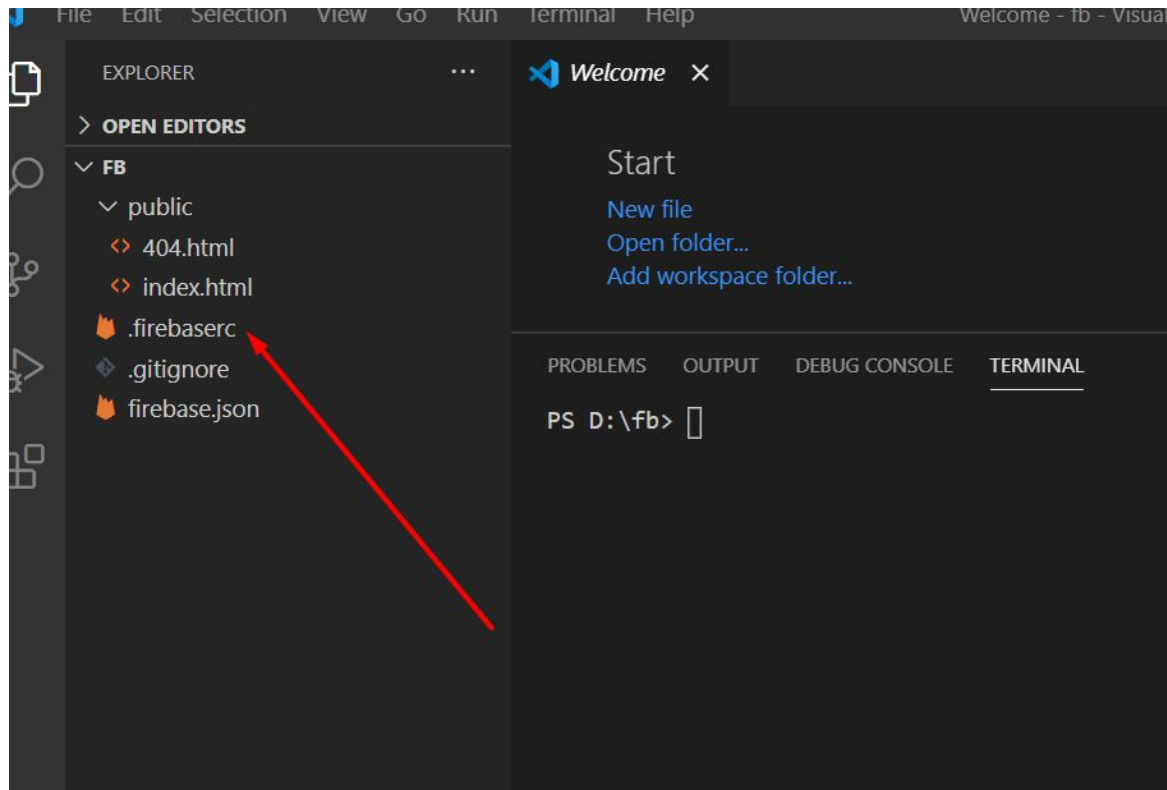 File Edit Selection View Go Run Terminal Help Welcome - fb - Visua
EXPLORER
Welcome
OPEN EDITORS
FB
public
404.html
index.html
.firebaserc
.gitignore
firebase.json
Start
New file
Open folder...
Add workspace folder...
PROBLEMS OUTPUT DEBUG CONSOLE TERMINAL
PS D:\fb>